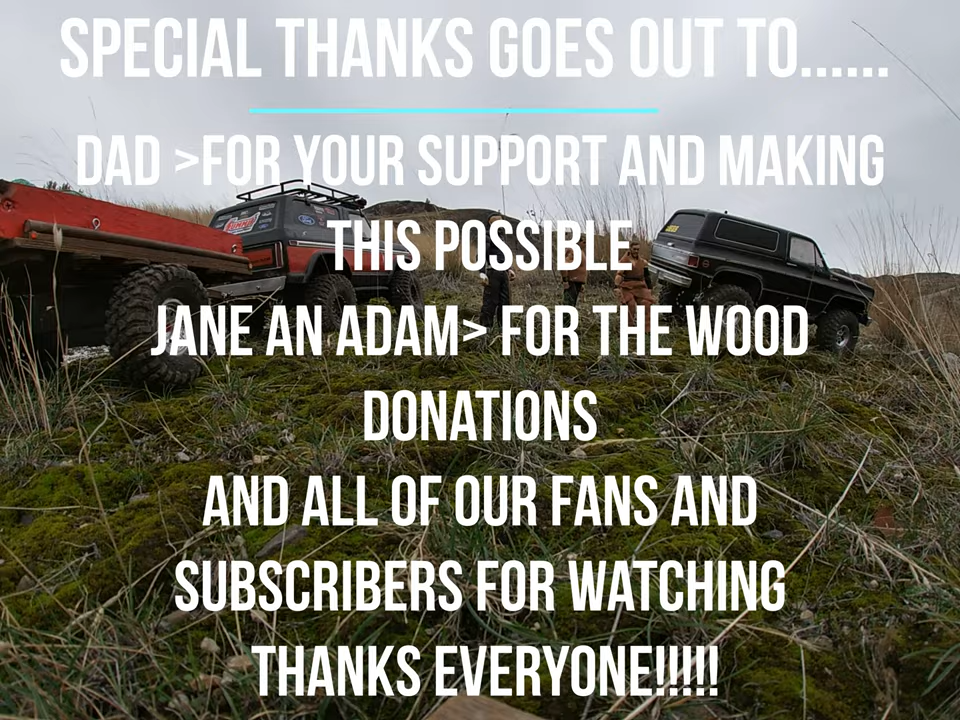 SPECIAL THANKS GOES OUT TO......
DAD >FOR YOUR SUPPORT AND MAKING
THIS POSSIBLE
JANE AN ADAM> FOR THE WOOD
DONATIONS
AND ALL OF OUR FANS AND
SUBSCRIBERS FOR WATCHING
THANKS EVERYONE!!!!!